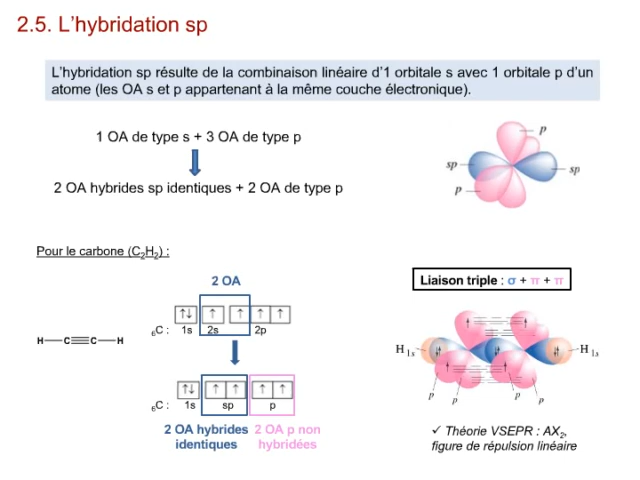 2.5. L'hybridation sp
L'hybridation sp résulte de la combinaison linéaire d'1 orbitale s avec 1 orbitale p d'un
atome (les OA s et p appartenant à la même couche électronique).
1 OA de type s + 3 OA de type p
2 OA hybrides sp identiques + 2 OA de type p
p
sp
sp
p
Pour le carbone (C₂H₂) :
2 OA
₆C : 1s 2s 2p
H—C≡C—H
₆C : 1s sp p
2 OA hybrides identiques
2 OA p non hybridées
Liaison triple : σ + π + π
H 1s
H 1s
p p p p
✓ Théorie VSEPR : AX₂,
figure de répulsion linéaire